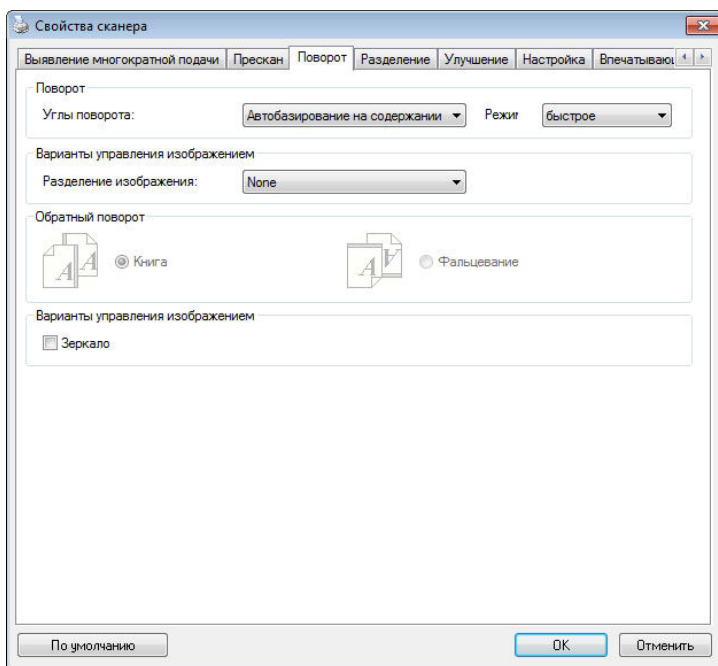 Свойства сканера
Выявление многократной подачи Прескан Поворот Разделение Улучшение Настройка Впечатывающ
Поворот
Углы поворота: Автобазирование на содержании Режи быстрое
Варианты управления изображением
Разделение изображения: None
Обратный поворот
A A Книга A A Фальцевание
Варианты управления изображением
Зеркало
По умолчанию OK Отменить